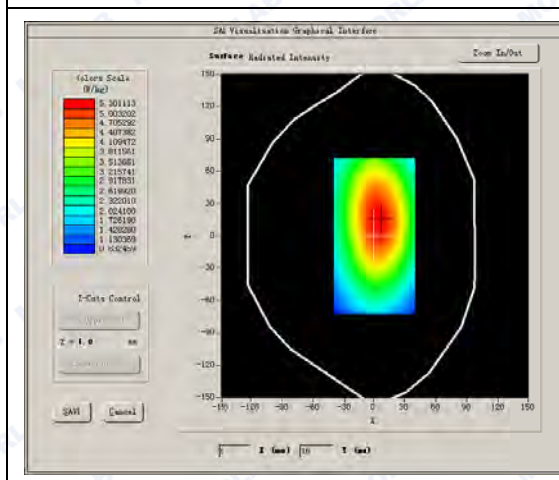 SAR Visualisation Graphical Interface
Surface Radiated Intensity
Zoom In/Out
Colors Scale
(W/kg)
5.301113
5.003202
4.705292
4.407382
4.109472
3.811561
3.513651
3.215741
2.917831
2.619920
2.322010
2.024100
1.726190
1.428280
1.130369
0.832459
Z-Cuts Control
Z = 1.0 mm
SAVE
Cancel
150
120
90
60
30
0
-30
-60
-90
-120
-150
Y
-150 -120 -90 -60 -30 0 30 60 90 120 150
X
X (mm) 16 Y (mm)